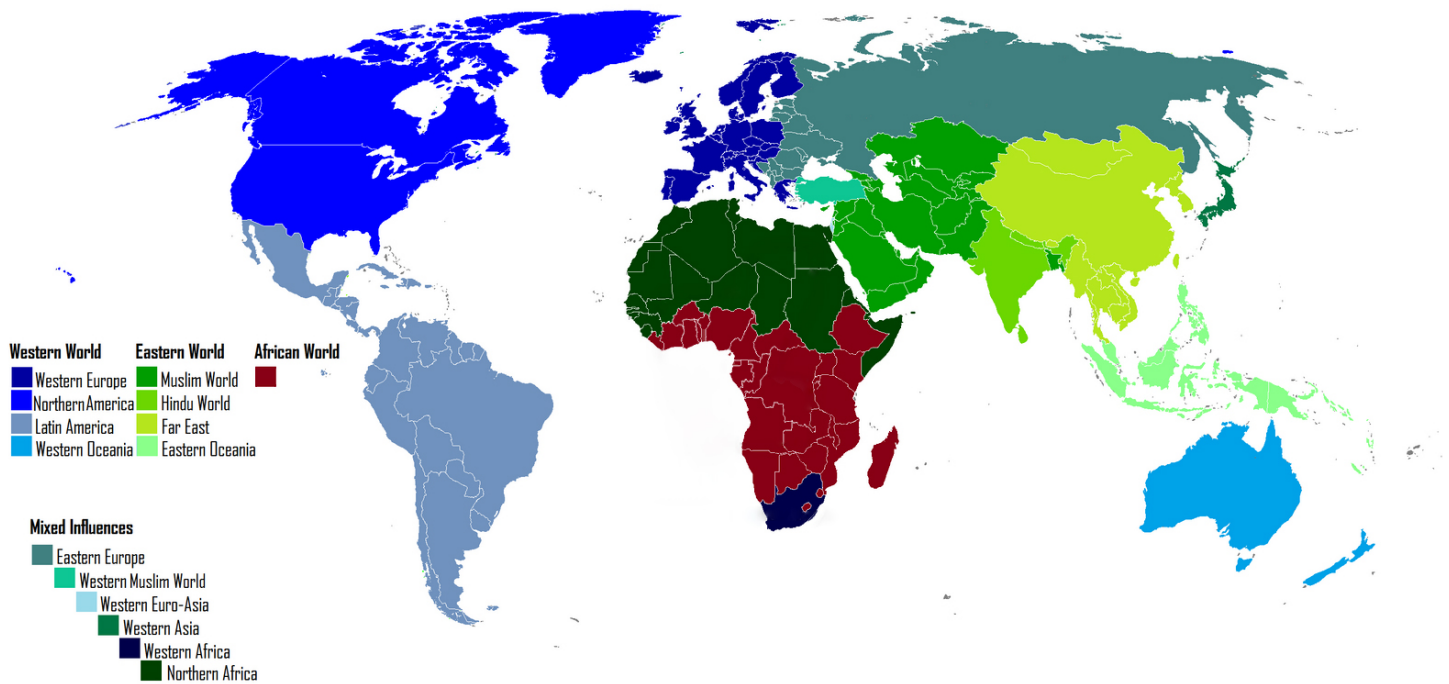 Western World
Western Europe
Northern America
Latin America
Western Oceania
Eastern World
Muslim World
Hindu World
Far East
Eastern Oceania
African World
Mixed Influences
Eastern Europe
Western Muslim World
Western Euro-Asia
Western Asia
Western Africa
Northern Africa